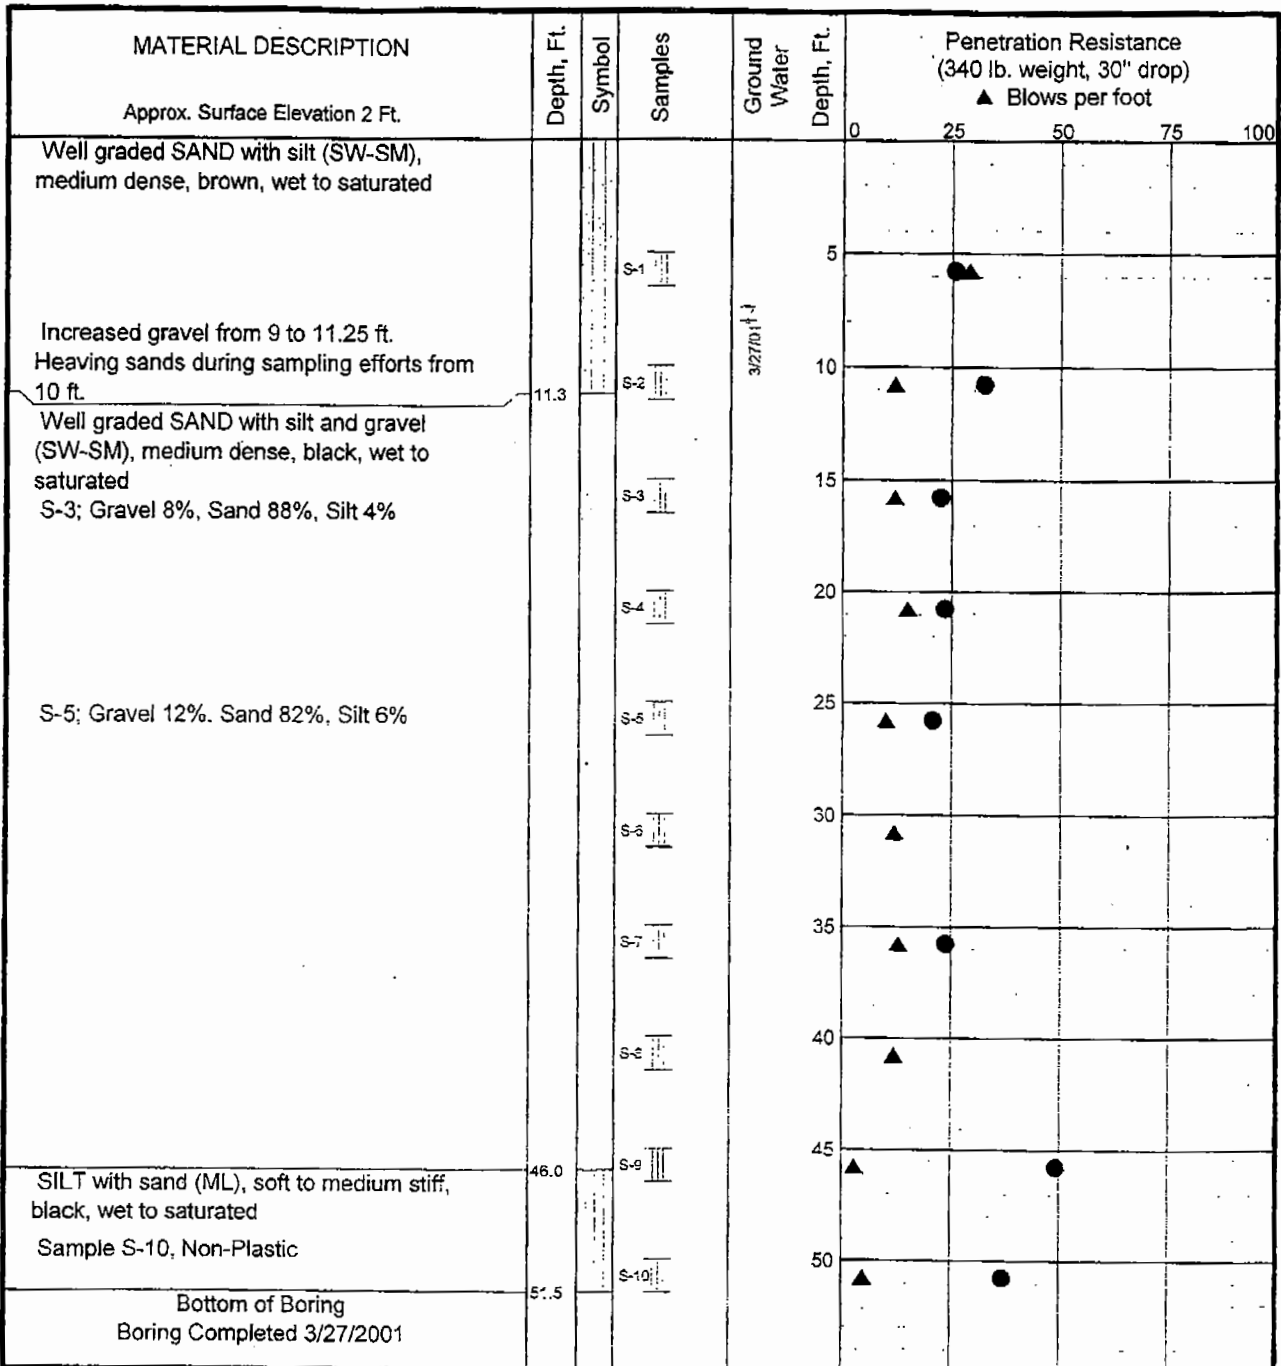 MATERIAL DESCRIPTION
Approx. Surface Elevation 2 Ft.
Depth, Ft.
Symbol
Samples
Ground
Water
Depth, Ft.
Penetration Resistance
(340 lb. weight, 30" drop)
▲ Blows per foot
0 25 50 75 100
Well graded SAND with silt (SW-SM),
medium dense, brown, wet to saturated
5
S-1
3/27/01
Increased gravel from 9 to 11.25 ft.
Heaving sands during sampling efforts from
10 ft.
10
S-2
11.3
Well graded SAND with silt and gravel
(SW-SM), medium dense, black, wet to
saturated
S-3; Gravel 8%, Sand 88%, Silt 4%
S-3
15
S-4
20
S-5; Gravel 12%. Sand 82%, Silt 6%
S-5
25
S-6
30
S-7
35
S-8
40
S-9
45
46.0
SILT with sand (ML), soft to medium stiff,
black, wet to saturated
Sample S-10, Non-Plastic
S-10
50
51.5
Bottom of Boring
Boring Completed 3/27/2001